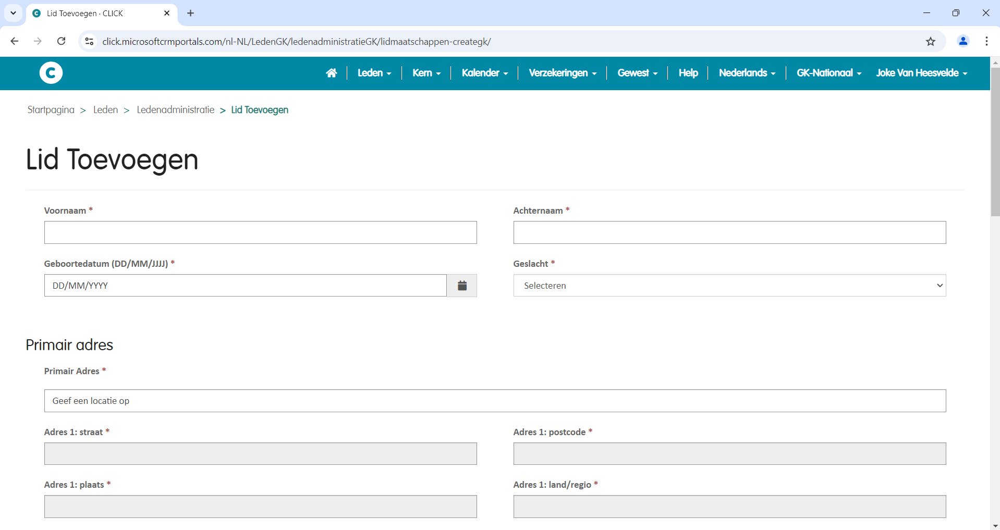 Lid Toevoegen · CLICK
click.microsoftcrmportals.com/nl-NL/LedenGK/ledenadministratieGK/lidmaatschappen-creategk/
C Leden Kern Kalender Verzekeringen Gewest Help Nederlands GK-Nationaal Joke Van Heesvelde
Startpagina > Leden > Ledenadministratie > Lid Toevoegen
Lid Toevoegen
Voornaam * Achternaam *
Geboortedatum (DD/MM/JJJJ) * Geslacht *
DD/MM/YYYY Selecteren
Primair adres
Primair Adres *
Geef een locatie op
Adres 1: straat * Adres 1: postcode *
Adres 1: plaats * Adres 1: land/regio *